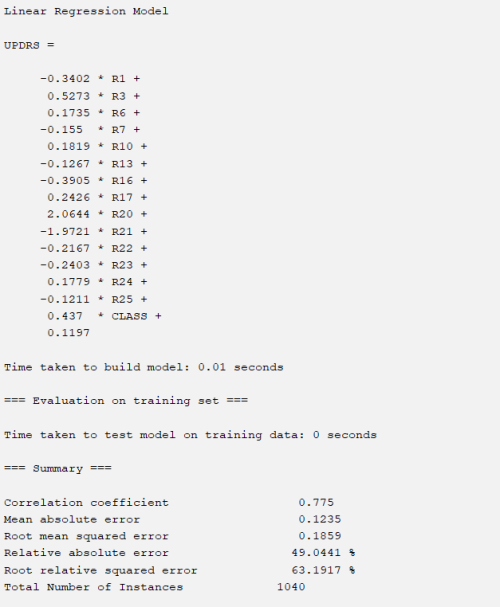 Linear Regression Model
UPDRS =
-0.3402 * R1 +
0.5273 * R3 +
0.1735 * R6 +
-0.155 * R7 +
0.1819 * R10 +
-0.1267 * R13 +
-0.3905 * R16 +
0.2426 * R17 +
2.0644 * R20 +
-1.9721 * R21 +
-0.2167 * R22 +
-0.2403 * R23 +
0.1779 * R24 +
-0.1211 * R25 +
0.437 * CLASS +
0.1197
Time taken to build model: 0.01 seconds
=== Evaluation on training set ===
Time taken to test model on training data: 0 seconds
=== Summary ===
Correlation coefficient 0.775
Mean absolute error 0.1235
Root mean squared error 0.1859
Relative absolute error 49.0441 %
Root relative squared error 63.1917 %
Total Number of Instances 1040